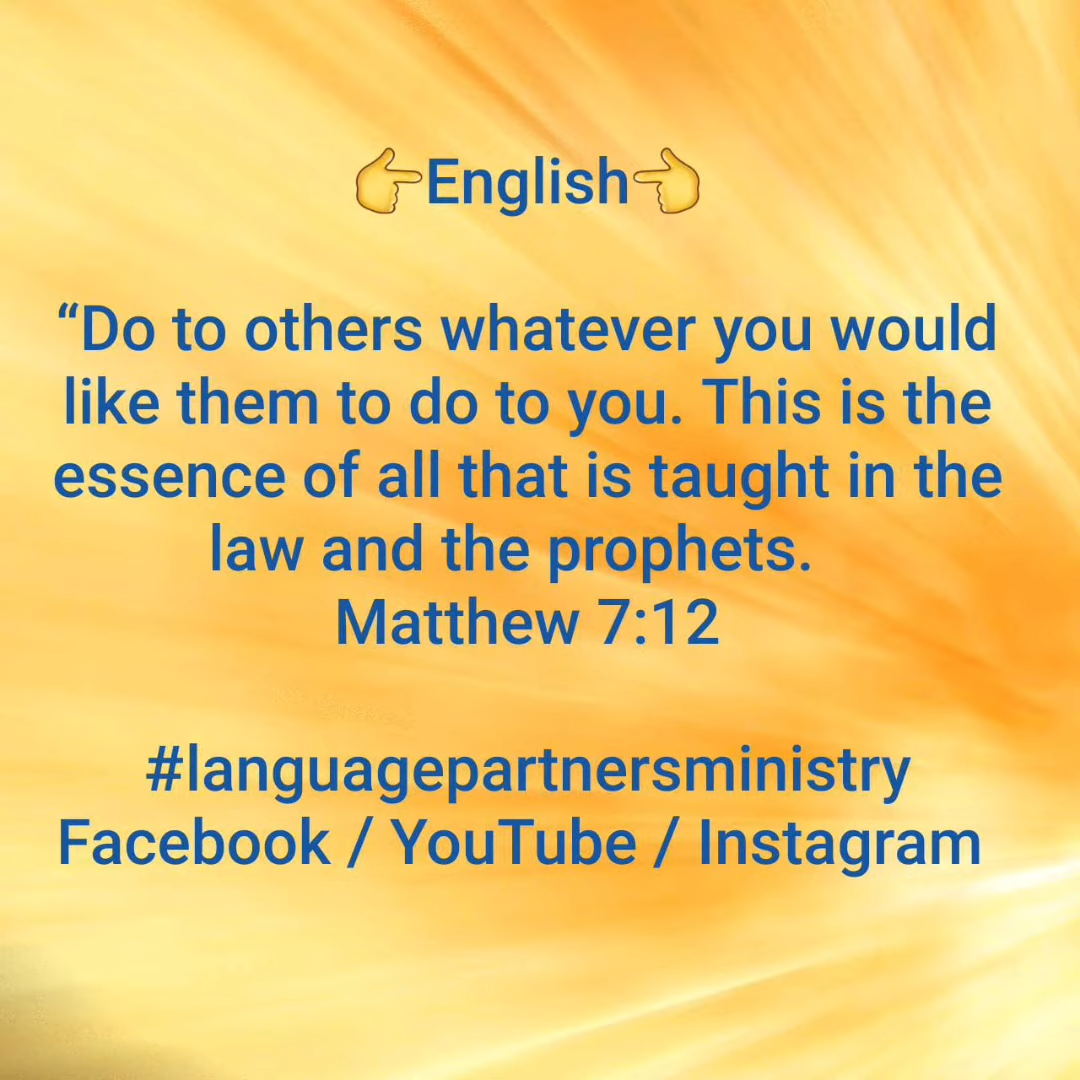 👉English👈
“Do to others whatever you would
like them to do to you. This is the
essence of all that is taught in the
law and the prophets.
Matthew 7:12
#languagepartnersministry
Facebook / YouTube / Instagram